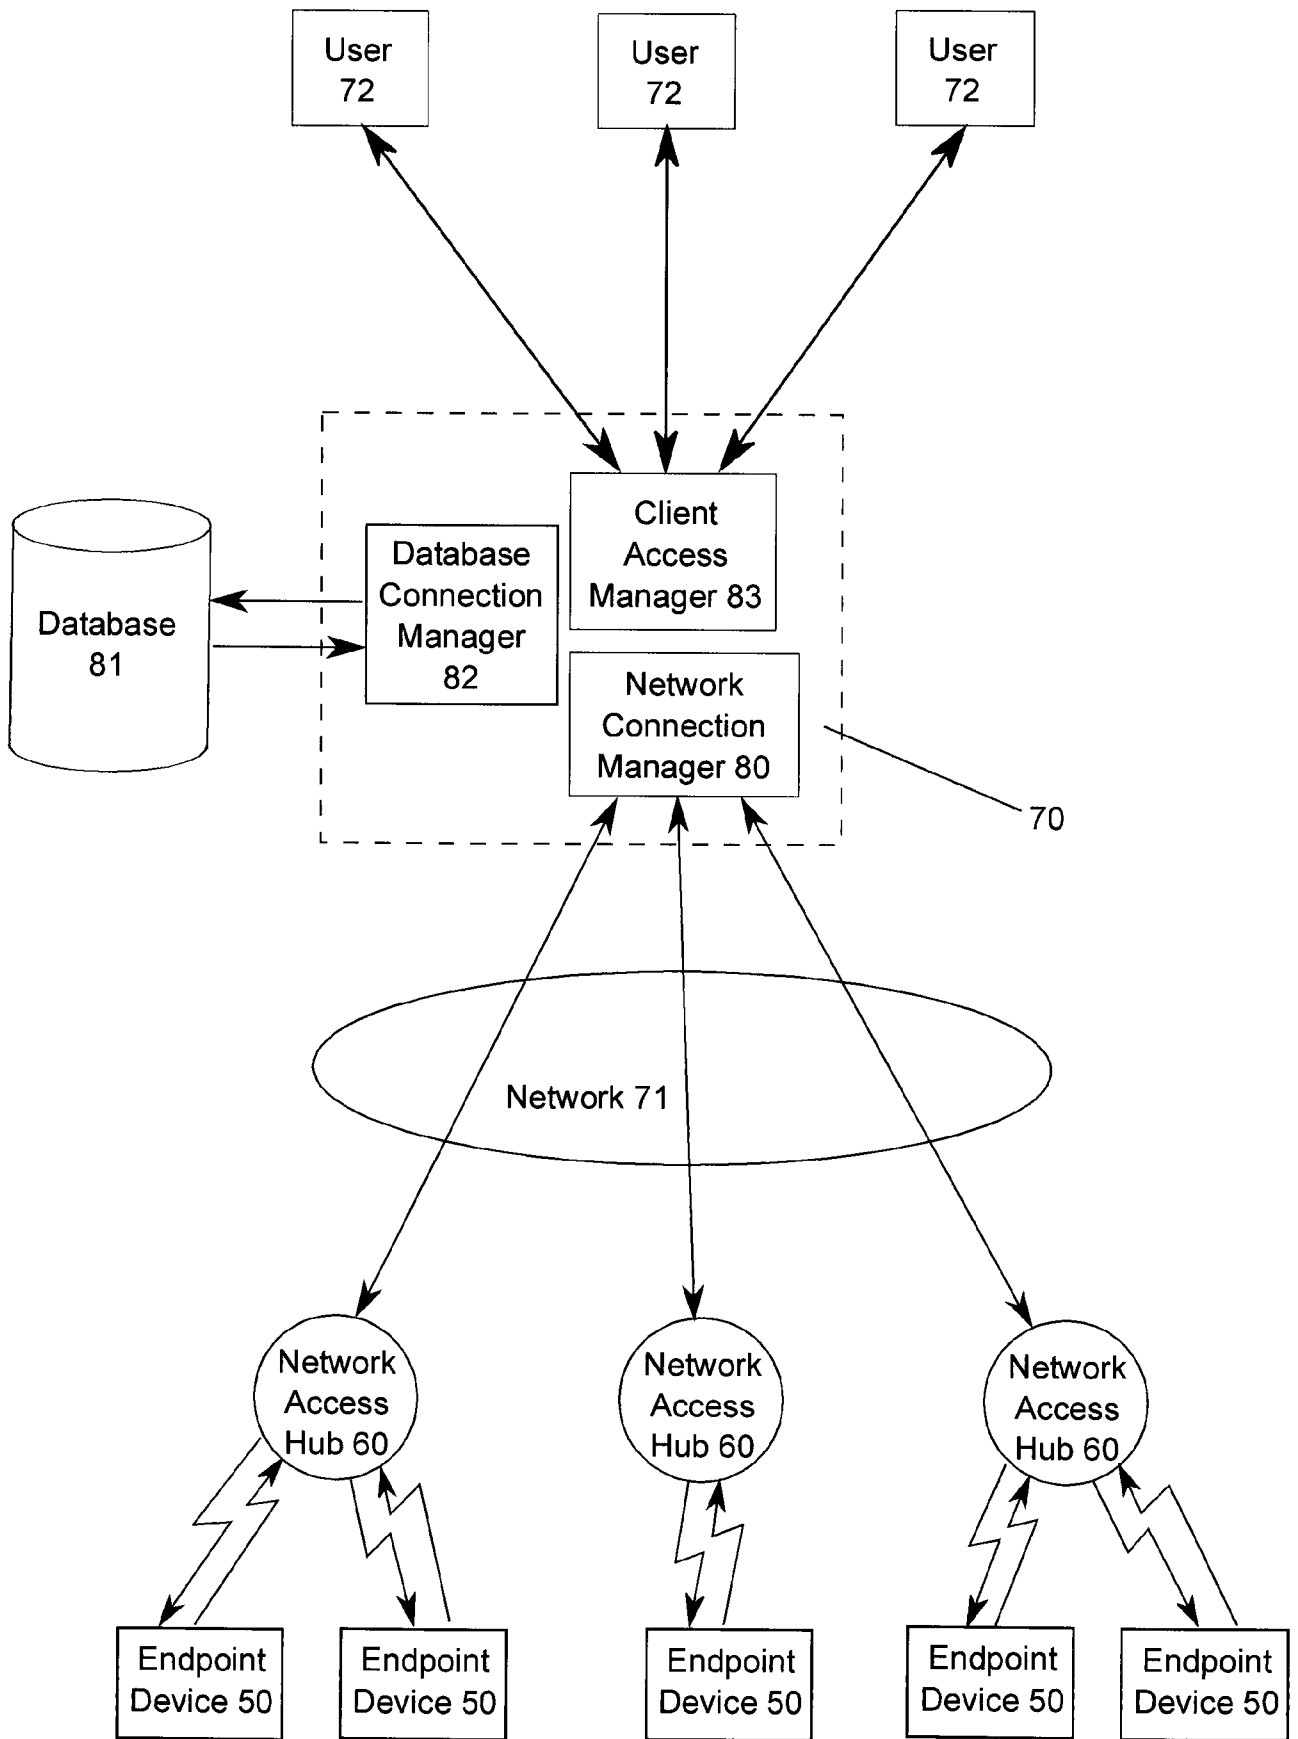 User
72
User
72
User
72
Client
Access
Manager 83
Database
Connection
Manager
82
Database
81
Network
Connection
Manager 80
70
Network 71
Network
Access
Hub 60
Network
Access
Hub 60
Network
Access
Hub 60
Endpoint
Device 50
Endpoint
Device 50
Endpoint
Device 50
Endpoint
Device 50
Endpoint
Device 50